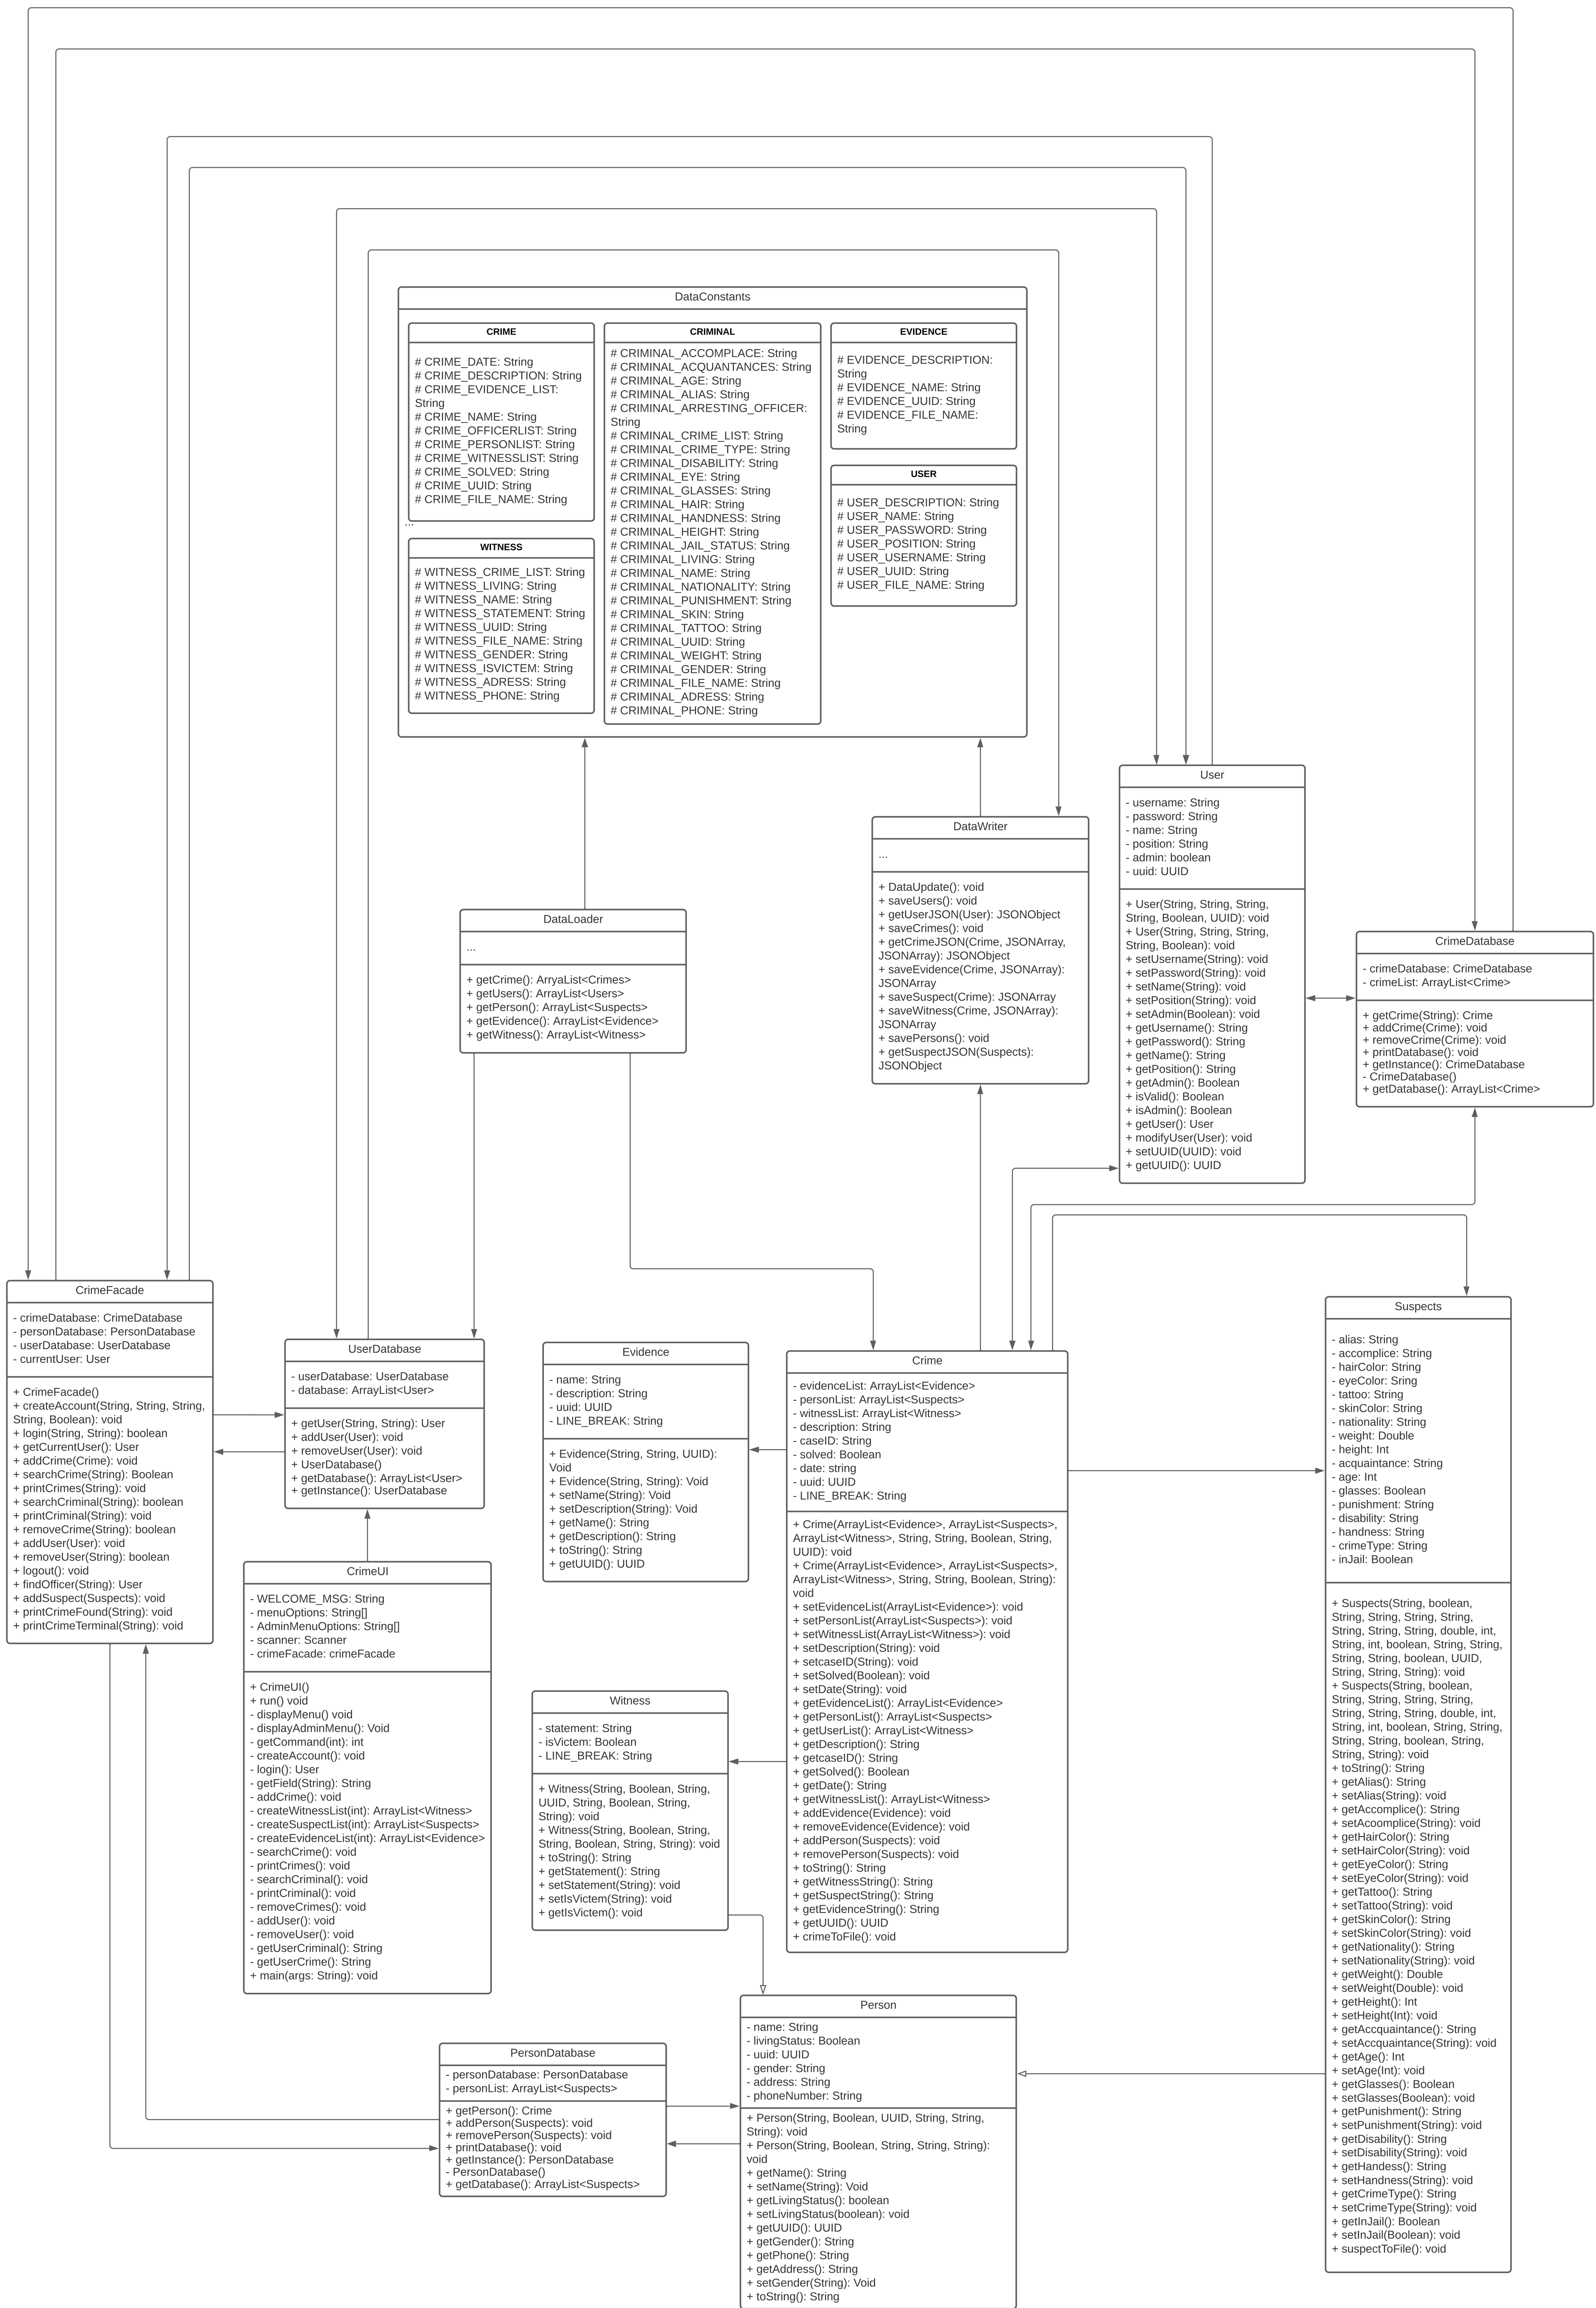 DataConstants
CRIME
# CRIME_DATE: String
# CRIME_DESCRIPTION: String
# CRIME_EVIDENCE_LIST:
String
# CRIME_NAME: String
# CRIME_OFFICERLIST: String
# CRIME_PERSONLIST: String
# CRIME_WITNESSLIST: String
# CRIME_SOLVED: String
# CRIME_UUID: String
# CRIME_FILE_NAME: String
...
WITNESS
# WITNESS_CRIME_LIST: String
# WITNESS_LIVING: String
# WITNESS_NAME: String
# WITNESS_STATEMENT: String
# WITNESS_UUID: String
# WITNESS_FILE_NAME: String
# WITNESS_GENDER: String
# WITNESS_ISVICTEM: String
# WITNESS_ADRESS: String
# WITNESS_PHONE: String
CRIMINAL
# CRIMINAL_ACCOMPLACE: String
# CRIMINAL_ACQUANTANCES: String
# CRIMINAL_AGE: String
# CRIMINAL_ALIAS: String
# CRIMINAL_ARRESTING_OFFICER:
String
# CRIMINAL_CRIME_LIST: String
# CRIMINAL_CRIME_TYPE: String
# CRIMINAL_DISABILITY: String
# CRIMINAL_EYE: String
# CRIMINAL_GLASSES: String
# CRIMINAL_HAIR: String
# CRIMINAL_HANDNESS: String
# CRIMINAL_HEIGHT: String
# CRIMINAL_JAIL_STATUS: String
# CRIMINAL_LIVING: String
# CRIMINAL_NAME: String
# CRIMINAL_NATIONALITY: String
# CRIMINAL_PUNISHMENT: String
# CRIMINAL_SKIN: String
# CRIMINAL_TATTOO: String
# CRIMINAL_UUID: String
# CRIMINAL_WEIGHT: String
# CRIMINAL_GENDER: String
# CRIMINAL_FILE_NAME: String
# CRIMINAL_ADRESS: String
# CRIMINAL_PHONE: String
EVIDENCE
# EVIDENCE_DESCRIPTION:
String
# EVIDENCE_NAME: String
# EVIDENCE_UUID: String
# EVIDENCE_FILE_NAME:
String
USER
# USER_DESCRIPTION: String
# USER_NAME: String
# USER_PASSWORD: String
# USER_POSITION: String
# USER_USERNAME: String
# USER_UUID: String
# USER_FILE_NAME: String
User
- username: String
- password: String
- name: String
- position: String
- admin: boolean
- uuid: UUID
+ User(String, String, String,
String, Boolean, UUID): void
+ User(String, String, String,
String, Boolean): void
+ setUsername(String): void
+ setPassword(String): void
+ setName(String): void
+ setPosition(String): void
+ setAdmin(Boolean): void
+ getUsername(): String
+ getPassword(): String
+ getName(): String
+ getPosition(): String
+ getAdmin(): Boolean
+ isValid(): Boolean
+ isAdmin(): Boolean
+ getUser(): User
+ modifyUser(User): void
+ setUUID(UUID): void
+ getUUID(): UUID
DataWriter
...
+ DataUpdate(): void
+ saveUsers(): void
+ getUserJSON(User): JSONObject
+ saveCrimes(): void
+ getCrimeJSON(Crime, JSONArray,
JSONArray): JSONObject
+ saveEvidence(Crime, JSONArray):
JSONArray
+ saveSuspect(Crime): JSONArray
+ saveWitness(Crime, JSONArray):
JSONArray
+ savePersons(): void
+ getSuspectJSON(Suspects):
JSONObject
DataLoader
...
+ getCrime(): ArryaList<Crimes>
+ getUsers(): ArrayList<Users>
+ getPerson(): ArrayList<Suspects>
+ getEvidence(): ArrayList<Evidence>
+ getWitness(): ArrayList<Witness>
CrimeDatabase
- crimeDatabase: CrimeDatabase
- crimeList: ArrayList<Crime>
+ getCrime(String): Crime
+ addCrime(Crime): void
+ removeCrime(Crime): void
+ printDatabase(): void
+ getInstance(): CrimeDatabase
- CrimeDatabase()
+ getDatabase(): ArrayList<Crime>
CrimeFacade
- crimeDatabase: CrimeDatabase
- personDatabase: PersonDatabase
- userDatabase: UserDatabase
- currentUser: User
+ CrimeFacade()
+ createAccount(String, String, String,
String, Boolean): void
+ login(String, String): boolean
+ getCurrentUser(): User
+ addCrime(Crime): void
+ searchCrime(String): Boolean
+ printCrimes(String): void
+ searchCriminal(String): boolean
+ printCriminal(String): void
+ removeCrime(String): boolean
+ addUser(User): void
+ removeUser(String): boolean
+ logout(): void
+ findOfficer(String): User
+ addSuspect(Suspects): void
+ printCrimeFound(String): void
+ printCrimeTerminal(String): void
UserDatabase
- userDatabase: UserDatabase
- database: ArrayList<User>
+ getUser(String, String): User
+ addUser(User): void
+ removeUser(User): void
+ UserDatabase()
+ getDatabase(): ArrayList<User>
+ getInstance(): UserDatabase
CrimeUI
- WELCOME_MSG: String
- menuOptions: String[]
- AdminMenuOptions: String[]
- scanner: Scanner
- crimeFacade: crimeFacade
+ CrimeUI()
+ run() void
- displayMenu() void
- displayAdminMenu(): Void
- getCommand(int): int
- createAccount(): void
- login(): User
- getField(String): String
- addCrime(): void
- createWitnessList(int): ArrayList<Witness>
- createSuspectList(int): ArrayList<Suspects>
- createEvidenceList(int): ArrayList<Evidence>
- searchCrime(): void
- printCrimes(): void
- searchCriminal(): void
- printCriminal(): void
- removeCrimes(): void
- addUser(): void
- removeUser(): void
- getUserCriminal(): String
- getUserCrime(): String
+ main(args: String): void
Evidence
- name: String
- description: String
- uuid: UUID
- LINE_BREAK: String
+ Evidence(String, String, UUID):
Void
+ Evidence(String, String): Void
+ setName(String): Void
+ setDescription(String): Void
+ getName(): String
+ getDescription(): String
+ toString(): String
+ getUUID(): UUID
Witness
- statement: String
- isVictem: Boolean
- LINE_BREAK: String
+ Witness(String, Boolean, String,
UUID, String, Boolean, String,
String): void
+ Witness(String, Boolean, String,
String, Boolean, String, String): void
+ toString(): String
+ getStatement(): String
+ setStatement(String): void
+ setIsVictem(String): void
+ getIsVictem(): void
Crime
- evidenceList: ArrayList<Evidence>
- personList: ArrayList<Suspects>
- witnessList: ArrayList<Witness>
- description: String
- caseID: String
- solved: Boolean
- date: string
- uuid: UUID
- LINE_BREAK: String
+ Crime(ArrayList<Evidence>, ArrayList<Suspects>,
ArrayList<Witness>, String, String, Boolean, String,
UUID): void
+ Crime(ArrayList<Evidence>, ArrayList<Suspects>,
ArrayList<Witness>, String, String, Boolean, String):
void
+ setEvidenceList(ArrayList<Evidence>): void
+ setPersonList(ArrayList<Suspects>): void
+ setWitnessList(ArrayList<Witness>): void
+ setDescription(String): void
+ setcaseID(String): void
+ setSolved(Boolean): void
+ setDate(String): void
+ getEvidenceList(): ArrayList<Evidence>
+ getPersonList(): ArrayList<Suspects>
+ getUserList(): ArrayList<Witness>
+ getDescription(): String
+ getcaseID(): String
+ getSolved(): Boolean
+ getDate(): String
+ getWitnessList(): ArrayList<Witness>
+ addEvidence(Evidence): void
+ removeEvidence(Evidence): void
+ addPerson(Suspects): void
+ removePerson(Suspects): void
+ toString(): String
+ getWitnessString(): String
+ getSuspectString(): String
+ getEvidenceString(): String
+ getUUID(): UUID
+ crimeToFile(): void
Suspects
- alias: String
- accomplice: String
- hairColor: String
- eyeColor: Sring
- tattoo: String
- skinColor: String
- nationality: String
- weight: Double
- height: Int
- acquaintance: String
- age: Int
- glasses: Boolean
- punishment: String
- disability: String
- handness: String
- crimeType: String
- inJail: Boolean
+ Suspects(String, boolean,
String, String, String, String,
String, String, String, double, int,
String, int, boolean, String, String,
String, String, boolean, UUID,
String, String, String): void
+ Suspects(String, boolean,
String, String, String, String,
String, String, String, double, int,
String, int, boolean, String, String,
String, String, boolean, String,
String, String): void
+ toString(): String
+ getAlias(): String
+ setAlias(String): void
+ getAccomplice(): String
+ setAcoomplice(String): void
+ getHairColor(): String
+ setHairColor(String): void
+ getEyeColor(): String
+ setEyeColor(String): void
+ getTattoo(): String
+ setTattoo(String): void
+ getSkinColor(): String
+ setSkinColor(String): void
+ getNationality(): String
+ setNationality(String): void
+ getWeight(): Double
+ setWeight(Double): void
+ getHeight(): Int
+ setHeight(Int): void
+ getAccquaintance(): String
+ setAccquaintance(String): void
+ getAge(): Int
+ setAge(Int): void
+ getGlasses(): Boolean
+ setGlasses(Boolean): void
+ getPunishment(): String
+ setPunishment(String): void
+ getDisability(): String
+ setDisability(String): void
+ getHandess(): String
+ setHandness(String): void
+ getCrimeType(): String
+ setCrimeType(String): void
+ getInJail(): Boolean
+ setInJail(Boolean): void
+ suspectToFile(): void
PersonDatabase
- personDatabase: PersonDatabase
- personList: ArrayList<Suspects>
+ getPerson(): Crime
+ addPerson(Suspects): void
+ removePerson(Suspects): void
+ printDatabase(): void
+ getInstance(): PersonDatabase
- PersonDatabase()
+ getDatabase(): ArrayList<Suspects>
Person
- name: String
- livingStatus: Boolean
- uuid: UUID
- gender: String
- address: String
- phoneNumber: String
+ Person(String, Boolean, UUID, String, String,
String): void
+ Person(String, Boolean, String, String, String):
void
+ getName(): String
+ setName(String): Void
+ getLivingStatus(): boolean
+ setLivingStatus(boolean): void
+ getUUID(): UUID
+ getGender(): String
+ getPhone(): String
+ getAddress(): String
+ setGender(String): Void
+ toString(): String